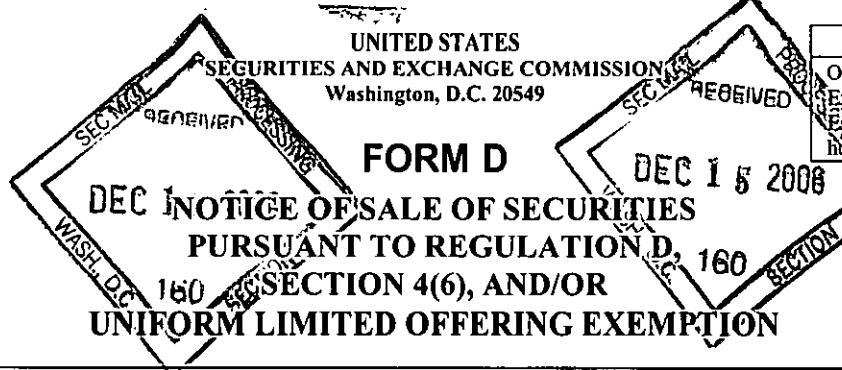 UNITED STATES
SECURITIES AND EXCHANGE COMMISSION
Washington, D.C. 20549
FORM D
NOTICE OF SALE OF SECURITIES
PURSUANT TO REGULATION D,
SECTION 4(6), AND/OR
UNIFORM LIMITED OFFERING EXEMPTION
SEC MAIL PROCESSING
RECEIVED
DEC 1
WASH., D.C.
160
SEC MAIL
RECEIVED
DEC 1 2008
160
SECTION